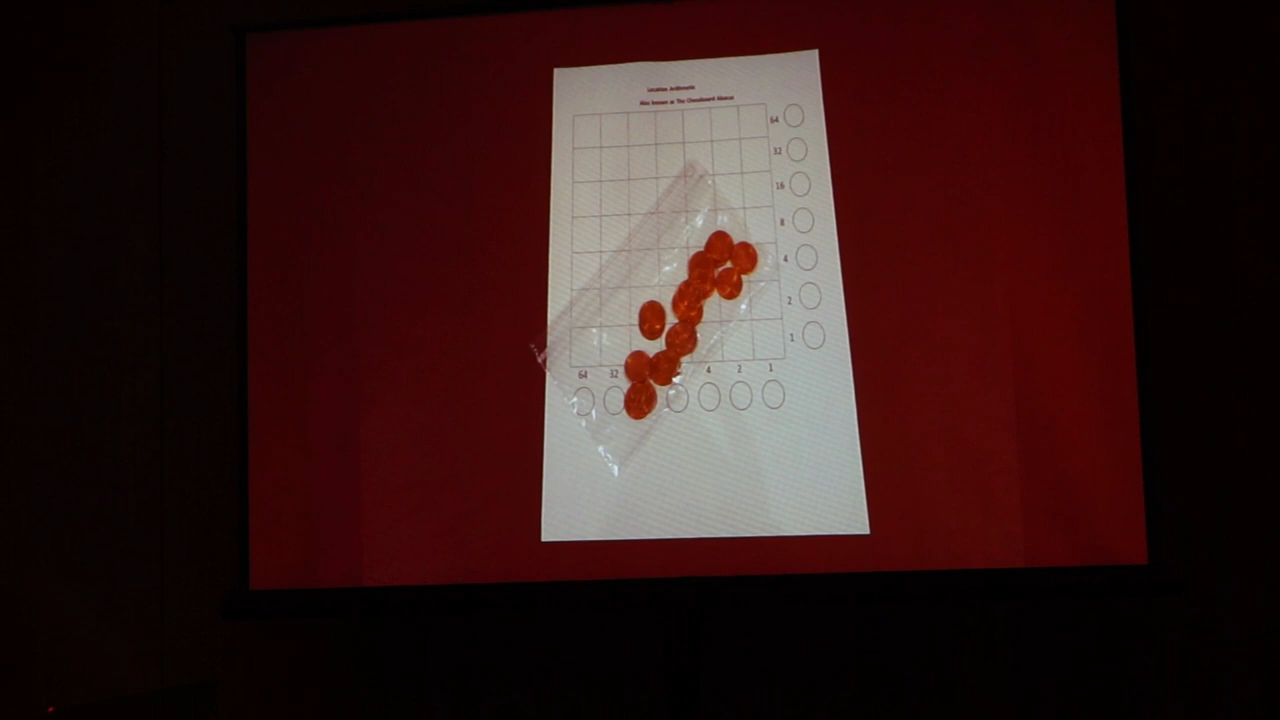 Location Arithmetic
Also known as The Chessboard Abacus
64
32
16
8
4
2
1
64 32 4 2 1